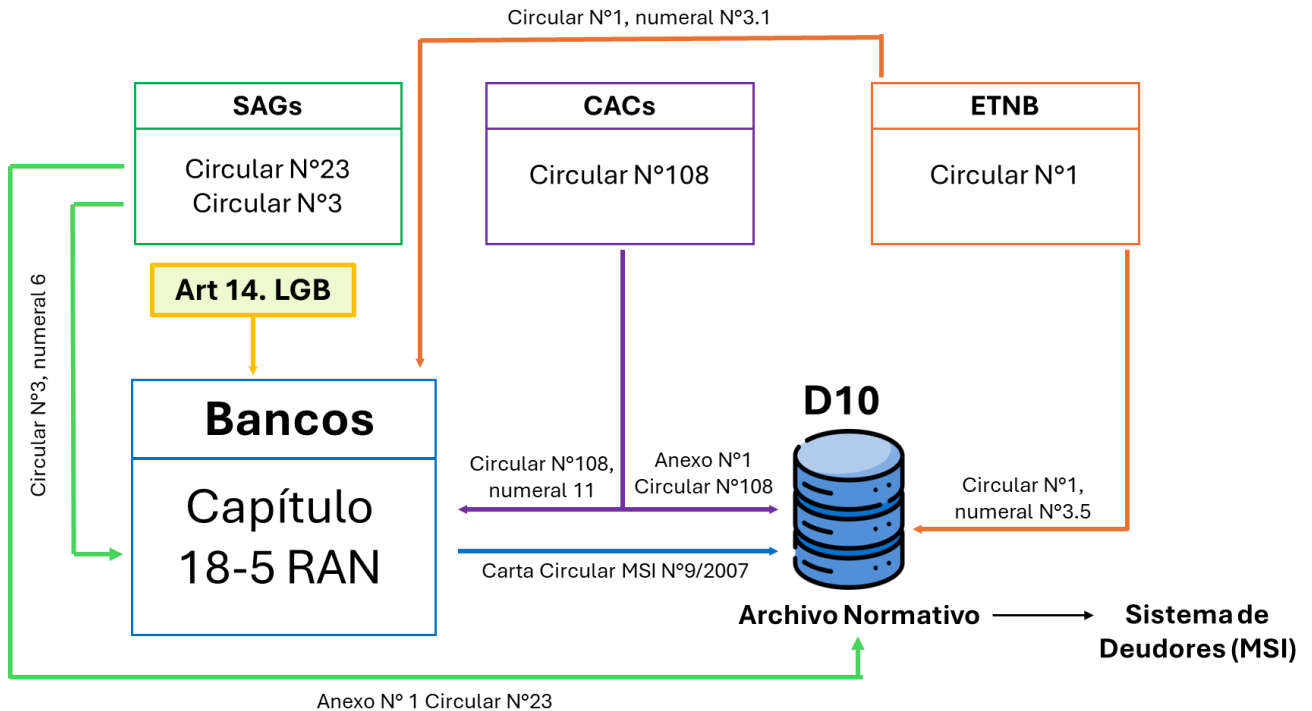 Circular N°1, numeral N°3.1
SAGs
Circular N°23
Circular N°3
CACs
Circular N°108
ETNB
Circular N°1
Circular N°3, numeral 6
Art 14. LGB
Bancos
Capítulo
18-5 RAN
Circular N°108,
numeral 11
Anexo N°1
Circular N°108
Carta Circular MSI N°9/2007
D10
Circular N°1,
numeral N°3.5
Archivo Normativo
Sistema de
Deudores (MSI)
Anexo N° 1 Circular N°23